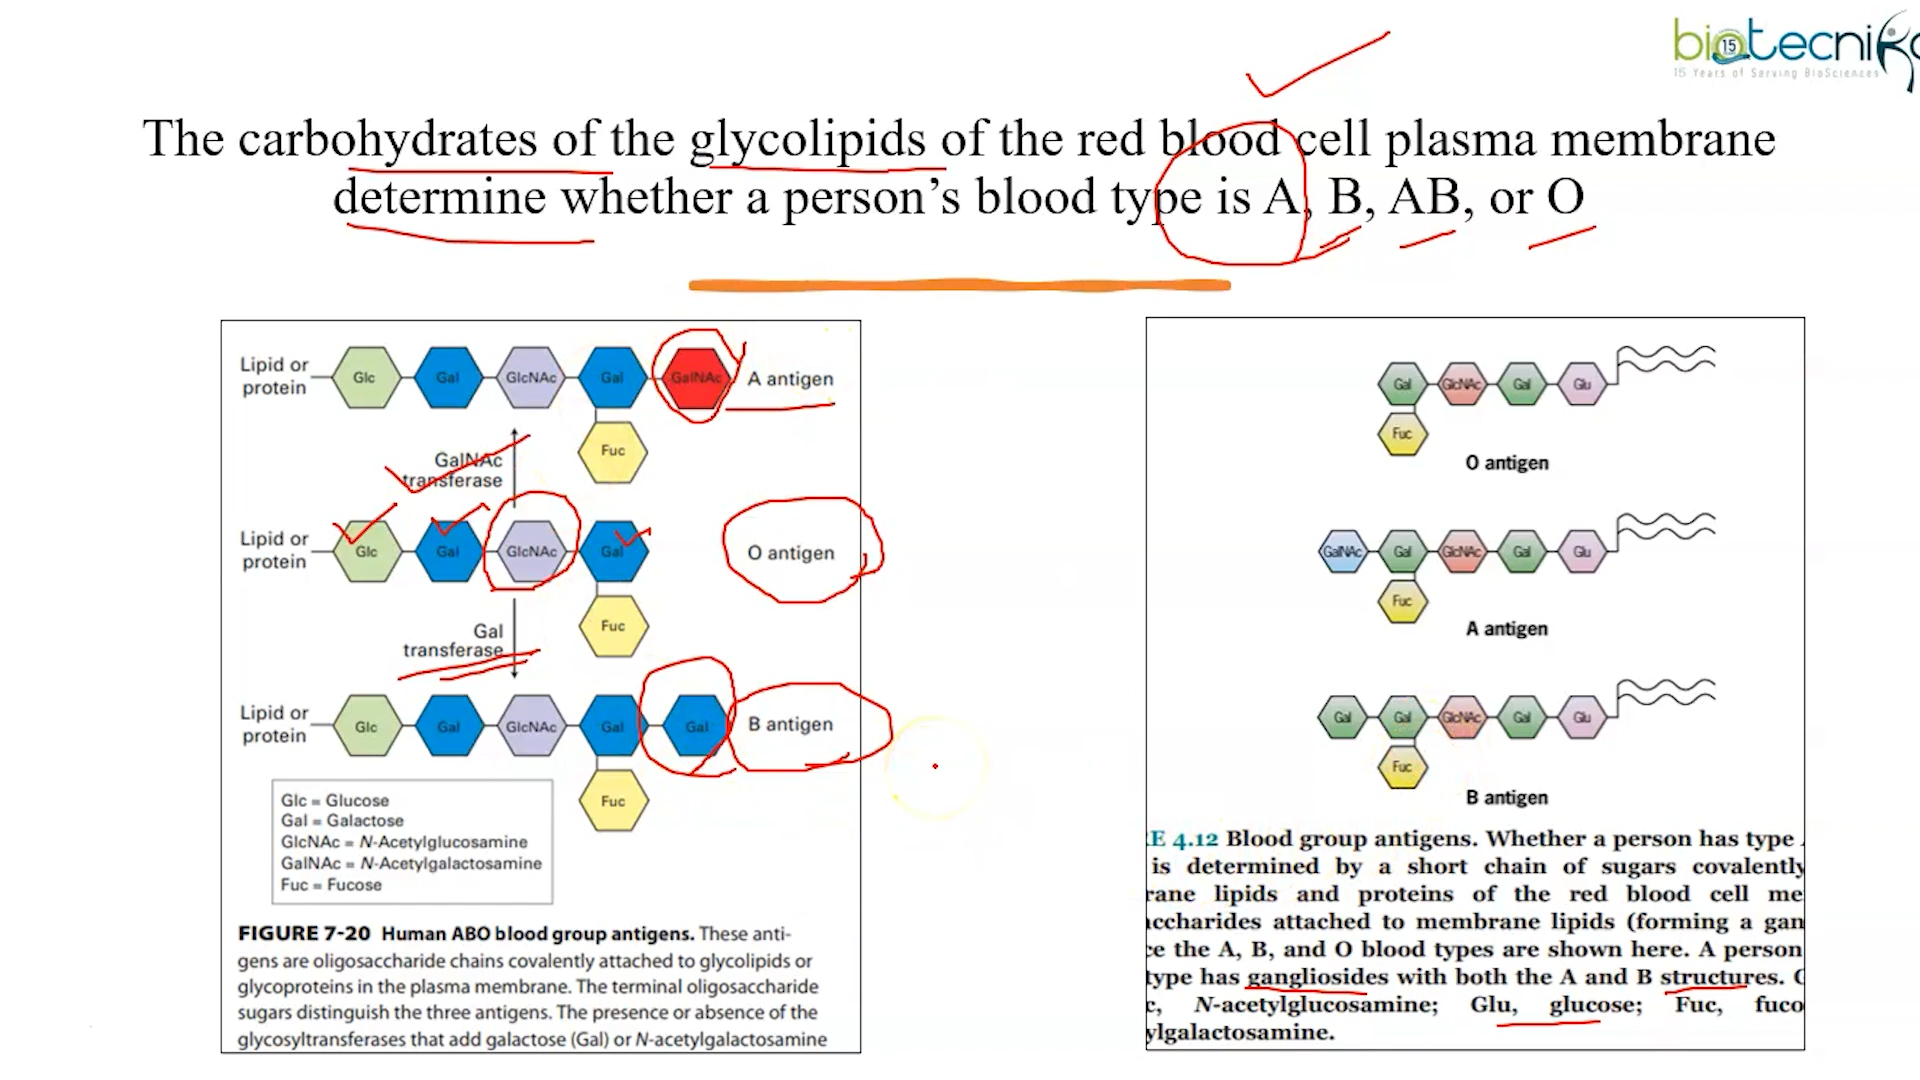 biotecnika
15
15 Years of Serving BioSciences
The carbohydrates of the glycolipids of the red blood cell plasma membrane
determine whether a person’s blood type is A, B, AB, or O
Lipid or
protein
Glc
Gal
GlcNAc
Gal
GalNAc
A antigen
Fuc
GalNAc
transferase
Lipid or
protein
Glc
Gal
GlcNAc
Gal
O antigen
Fuc
Gal
transferase
Lipid or
protein
Glc
Gal
GlcNAc
Gal
Gal
B antigen
Fuc
Glc = Glucose
Gal = Galactose
GlcNAc = N-Acetylglucosamine
GalNAc = N-Acetylgalactosamine
Fuc = Fucose
FIGURE 7-20 Human ABO blood group antigens. These anti-
gens are oligosaccharide chains covalently attached to glycolipids or
glycoproteins in the plasma membrane. The terminal oligosaccharide
sugars distinguish the three antigens. The presence or absence of the
glycosyltransferases that add galactose (Gal) or N-acetylgalactosamine
Gal
GlcNAc
Gal
Glu
Fuc
O antigen
GalNAc
Gal
GlcNAc
Gal
Glu
Fuc
A antigen
Gal
Gal
GlcNAc
Gal
Glu
Fuc
B antigen
E 4.12 Blood group antigens. Whether a person has type
is determined by a short chain of sugars covalently
rane lipids and proteins of the red blood cell me
ccharides attached to membrane lipids (forming a gan
ce the A, B, and O blood types are shown here. A person
type has gangliosides with both the A and B structures.
c, N-acetylglucosamine; Glu, glucose; Fuc, fuco
ylgalactosamine.